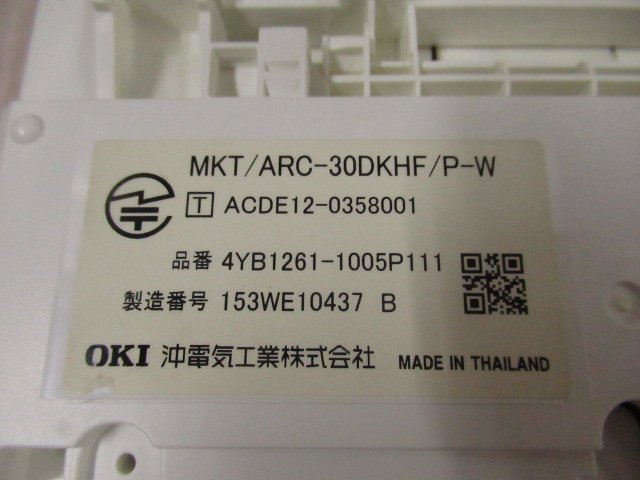 MKT/ARC-30DKHF/P-W
T ACDE12-0358001
品番 4YB1261-1005P111
製造番号 153WE10437 B
OKI 沖電気工業株式会社 MADE IN THAILAND